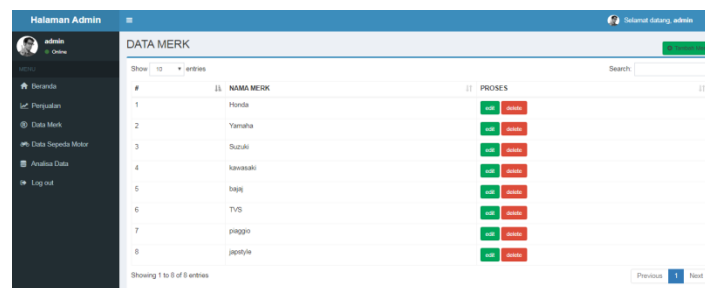 Halaman Admin
Selamat datang, admin
admin
Online
DATA MERK
MENU
Show 10 entries
Search:
Beranda
# NAMA MERK PROSES
Penjualan
1 Honda edit delete
Data Merk
2 Yamaha edit delete
Data Sepeda Motor
3 Suzuki edit delete
Analisa Data
4 kawasaki edit delete
Log out
5 bajaj edit delete
6 TVS edit delete
7 piaggio edit delete
8 japstyle edit delete
Showing 1 to 8 of 8 entries
Previous 1 Next